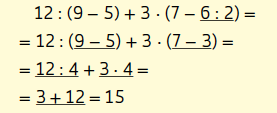 12 : (9 – 5) + 3 · (7 – 6 : 2) =
= 12 : (9 – 5) + 3 · (7 – 3) =
= 12 : 4 + 3 · 4 =
= 3 + 12 = 15